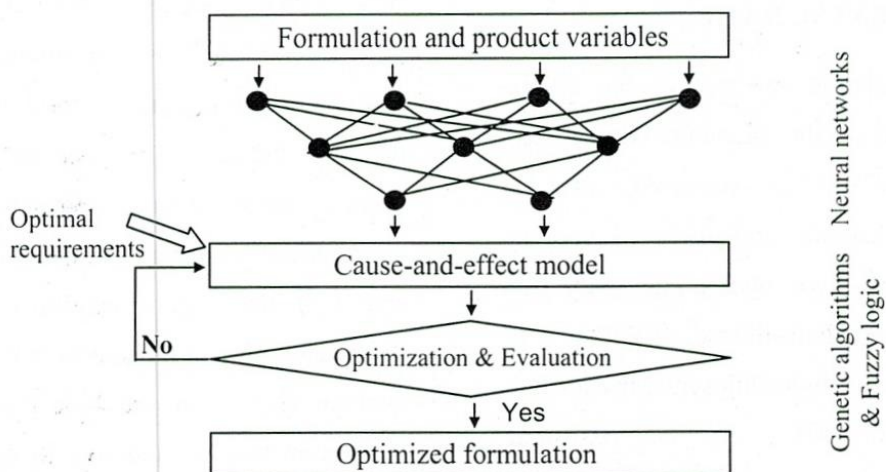 Formulation and product variables
Neural networks
Optimal
requirements
Cause-and-effect model
No
Optimization & Evaluation
Yes
Optimized formulation
Genetic algorithms
& Fuzzy logic